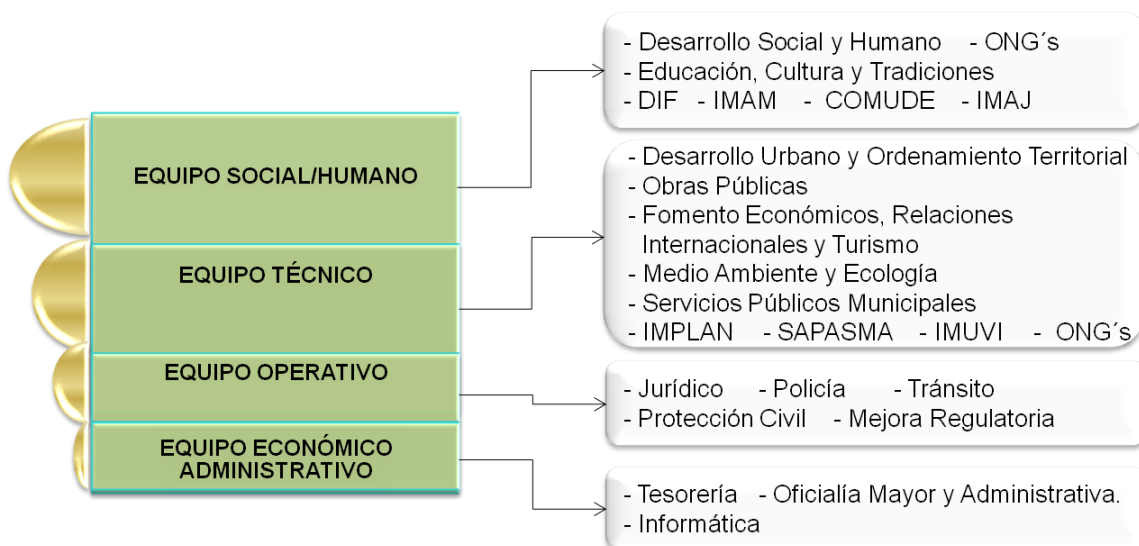 EQUIPO SOCIAL/HUMANO
- Desarrollo Social y Humano - ONG´s
- Educación, Cultura y Tradiciones
- DIF - IMAM - COMUDE - IMAJ
EQUIPO TÉCNICO
- Desarrollo Urbano y Ordenamiento Territorial
- Obras Públicas
- Fomento Económicos, Relaciones
Internacionales y Turismo
- Medio Ambiente y Ecología
- Servicios Públicos Municipales
- IMPLAN - SAPASMA - IMUVI - ONG´s
EQUIPO OPERATIVO
- Jurídico - Policía - Tránsito
- Protección Civil - Mejora Regulatoria
EQUIPO ECONÓMICO
ADMINISTRATIVO
- Tesorería - Oficialía Mayor y Administrativa.
- Informática